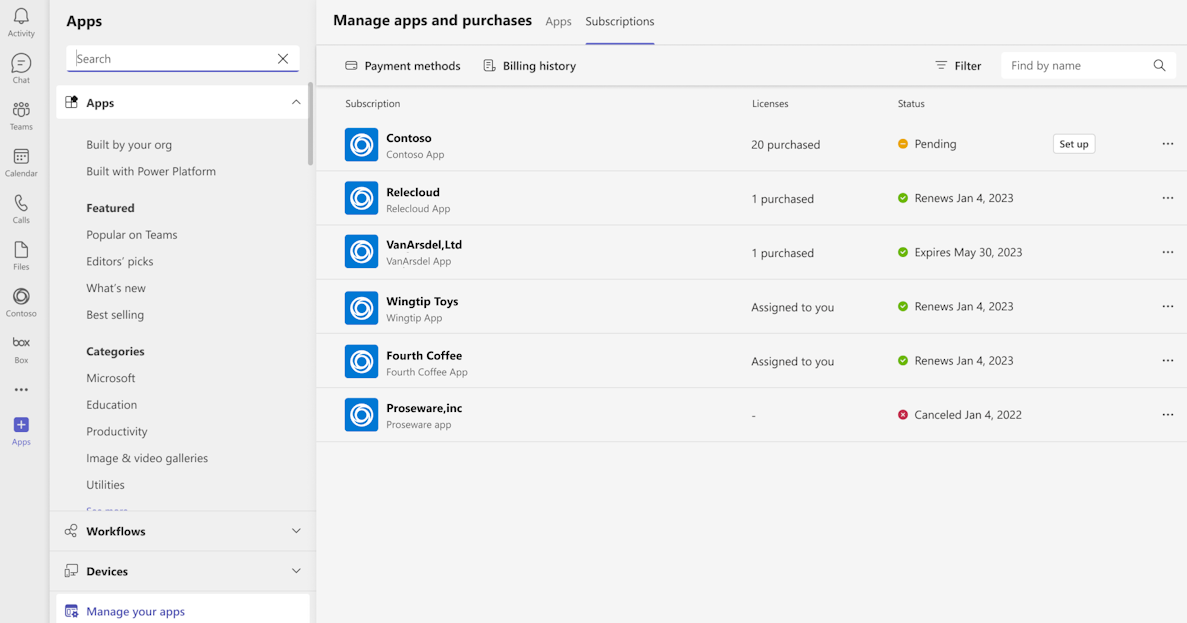 Activity
Chat
Teams
Calendar
Calls
Files
Contoso
box
Box
Apps
Apps
Search
Apps
Built by your org
Built with Power Platform
Featured
Popular on Teams
Editors' picks
What's new
Best selling
Categories
Microsoft
Education
Productivity
Image & video galleries
Utilities
See more
Workflows
Devices
Manage your apps
Manage apps and purchases Apps Subscriptions
Payment methods Billing history Filter Find by name
Subscription Licenses Status
Contoso
Contoso App
20 purchased Pending Set up
Relecloud
Relecloud App
1 purchased Renews Jan 4, 2023
VanArsdel,Ltd
VanArsdel App
1 purchased Expires May 30, 2023
Wingtip Toys
Wingtip App
Assigned to you Renews Jan 4, 2023
Fourth Coffee
Fourth Coffee App
Assigned to you Renews Jan 4, 2023
Proseware,inc
Proseware app
- Canceled Jan 4, 2022